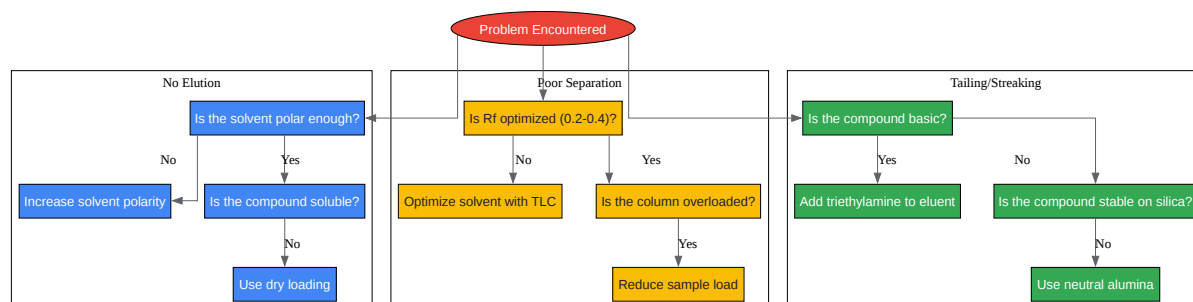 Problem Encountered
No Elution
Is the solvent polar enough?
No
Yes
Increase solvent polarity
Is the compound soluble?
No
Use dry loading
Poor Separation
Is Rf optimized (0.2-0.4)?
No
Yes
Optimize solvent with TLC
Is the column overloaded?
Yes
Reduce sample load
Tailing/Streaking
Is the compound basic?
Yes
No
Add triethylamine to eluent
Is the compound stable on silica?
No
Use neutral alumina